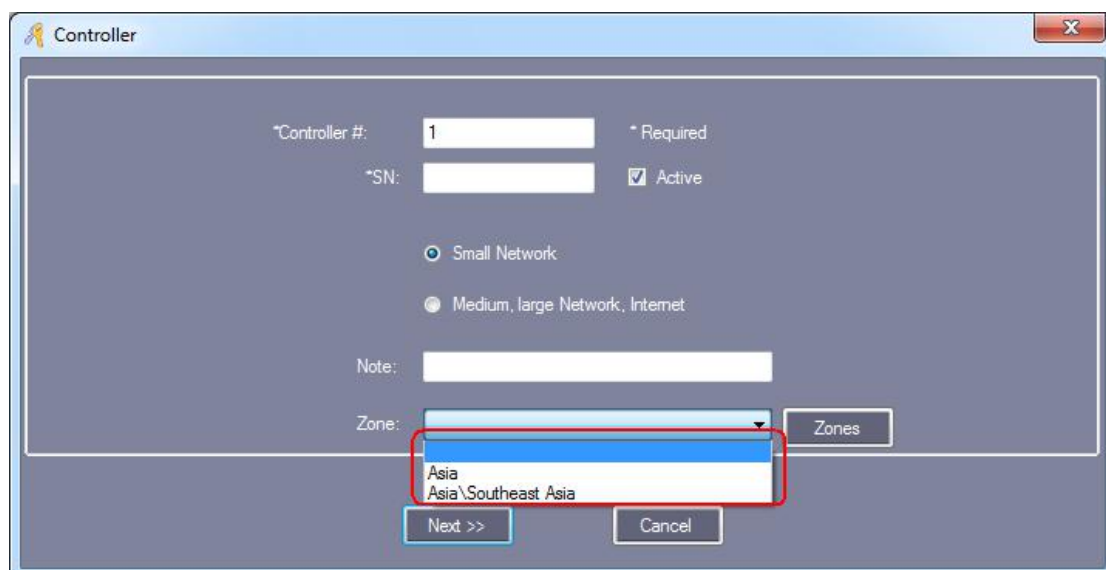 Controller
*Controller #: 1 * Required
*SN: Active
Small Network
Medium, large Network, Internet
Note:
Zone: Zones
Asia
Asia\Southeast Asia
Next >> Cancel